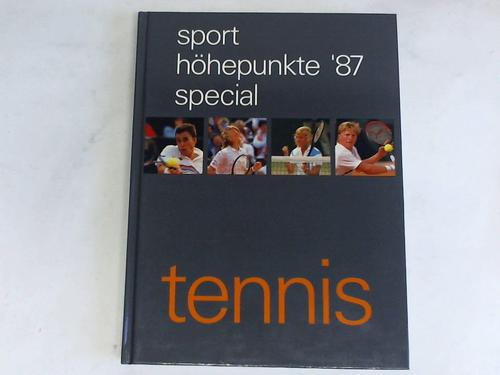 sport
höhepunkte '87
special
tennis